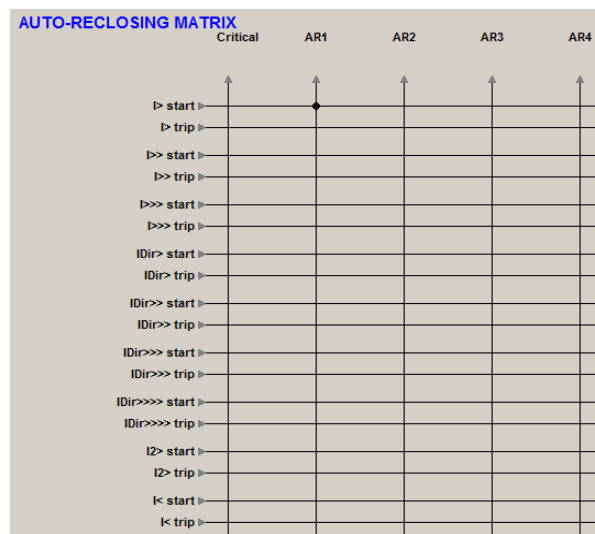 AUTO-RECLOSING MATRIX
Critical AR1 AR2 AR3 AR4
I> start
I> trip
I>> start
I>> trip
I>>> start
I>>> trip
IDir> start
IDir> trip
IDir>> start
IDir>> trip
IDir>>> start
IDir>>> trip
IDir>>>> start
IDir>>>> trip
I2> start
I2> trip
I< start
I< trip